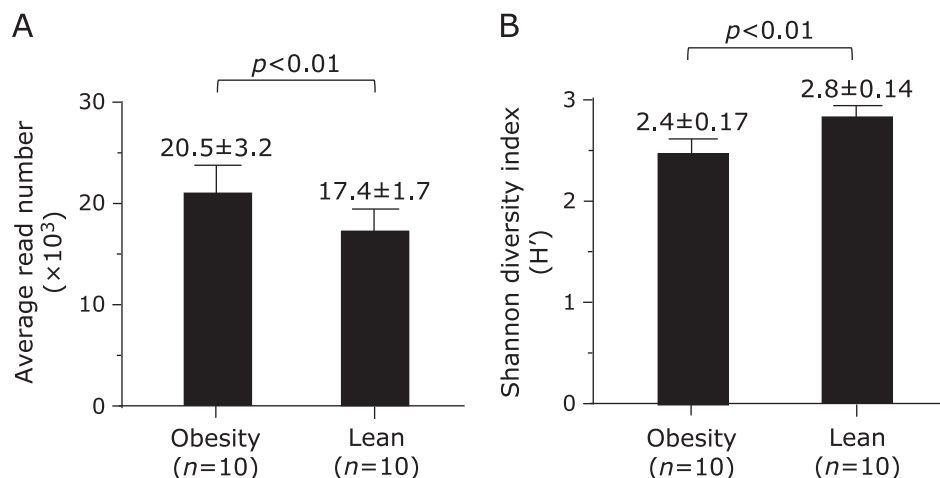 A
p<0.01
30
20.5±3.2
17.4±1.7
20
10
0
Average read number
(×10³)
Obesity
(n=10)
Lean
(n=10)
B
p<0.01
3
2.4±0.17
2.8±0.14
2
1
0
Shannon diversity index
(H′)
Obesity
(n=10)
Lean
(n=10)